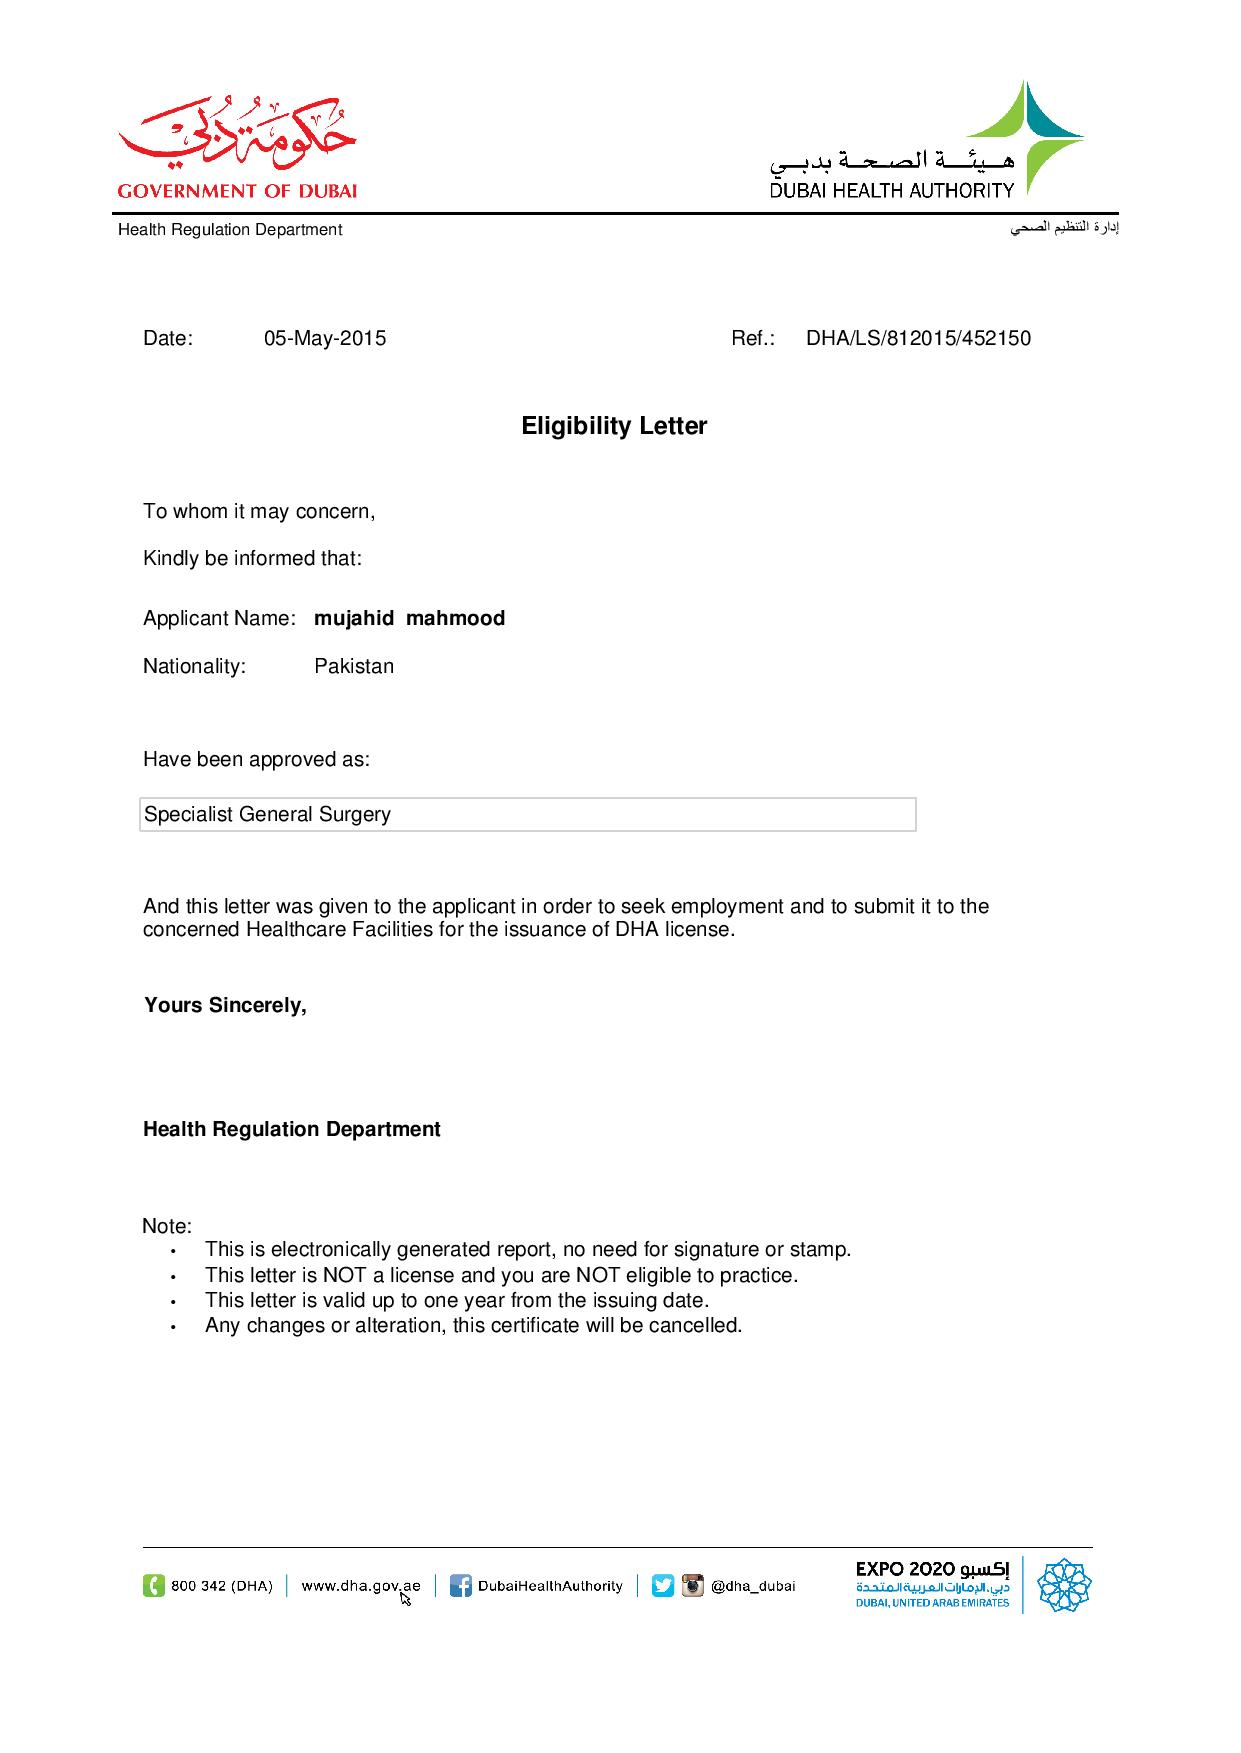 حكومة دبي
GOVERNMENT OF DUBAI
هيئة الصحة بدبي
DUBAI HEALTH AUTHORITY
Health Regulation Department
إدارة التنظيم الصحي
Date: 05-May-2015 Ref.: DHA/LS/812015/452150
Eligibility Letter
To whom it may concern,
Kindly be informed that:
Applicant Name: mujahid mahmood
Nationality: Pakistan
Have been approved as:
Specialist General Surgery
And this letter was given to the applicant in order to seek employment and to submit it to the
concerned Healthcare Facilities for the issuance of DHA license.
Yours Sincerely,
Health Regulation Department
Note:
• This is electronically generated report, no need for signature or stamp.
• This letter is NOT a license and you are NOT eligible to practice.
• This letter is valid up to one year from the issuing date.
• Any changes or alteration, this certificate will be cancelled.
800 342 (DHA) www.dha.gov.ae DubaiHealthAuthority @dha_dubai
EXPO 2020 إكسبو
دبي، الإمارات العربية المتحدة
DUBAI, UNITED ARAB EMIRATES